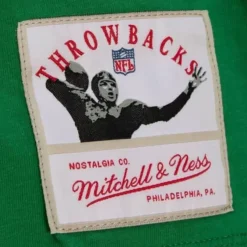 THROWBACKS
NFL
NOSTALGIA CO.
Mitchell & Ness
PHILADELPHIA, PA.